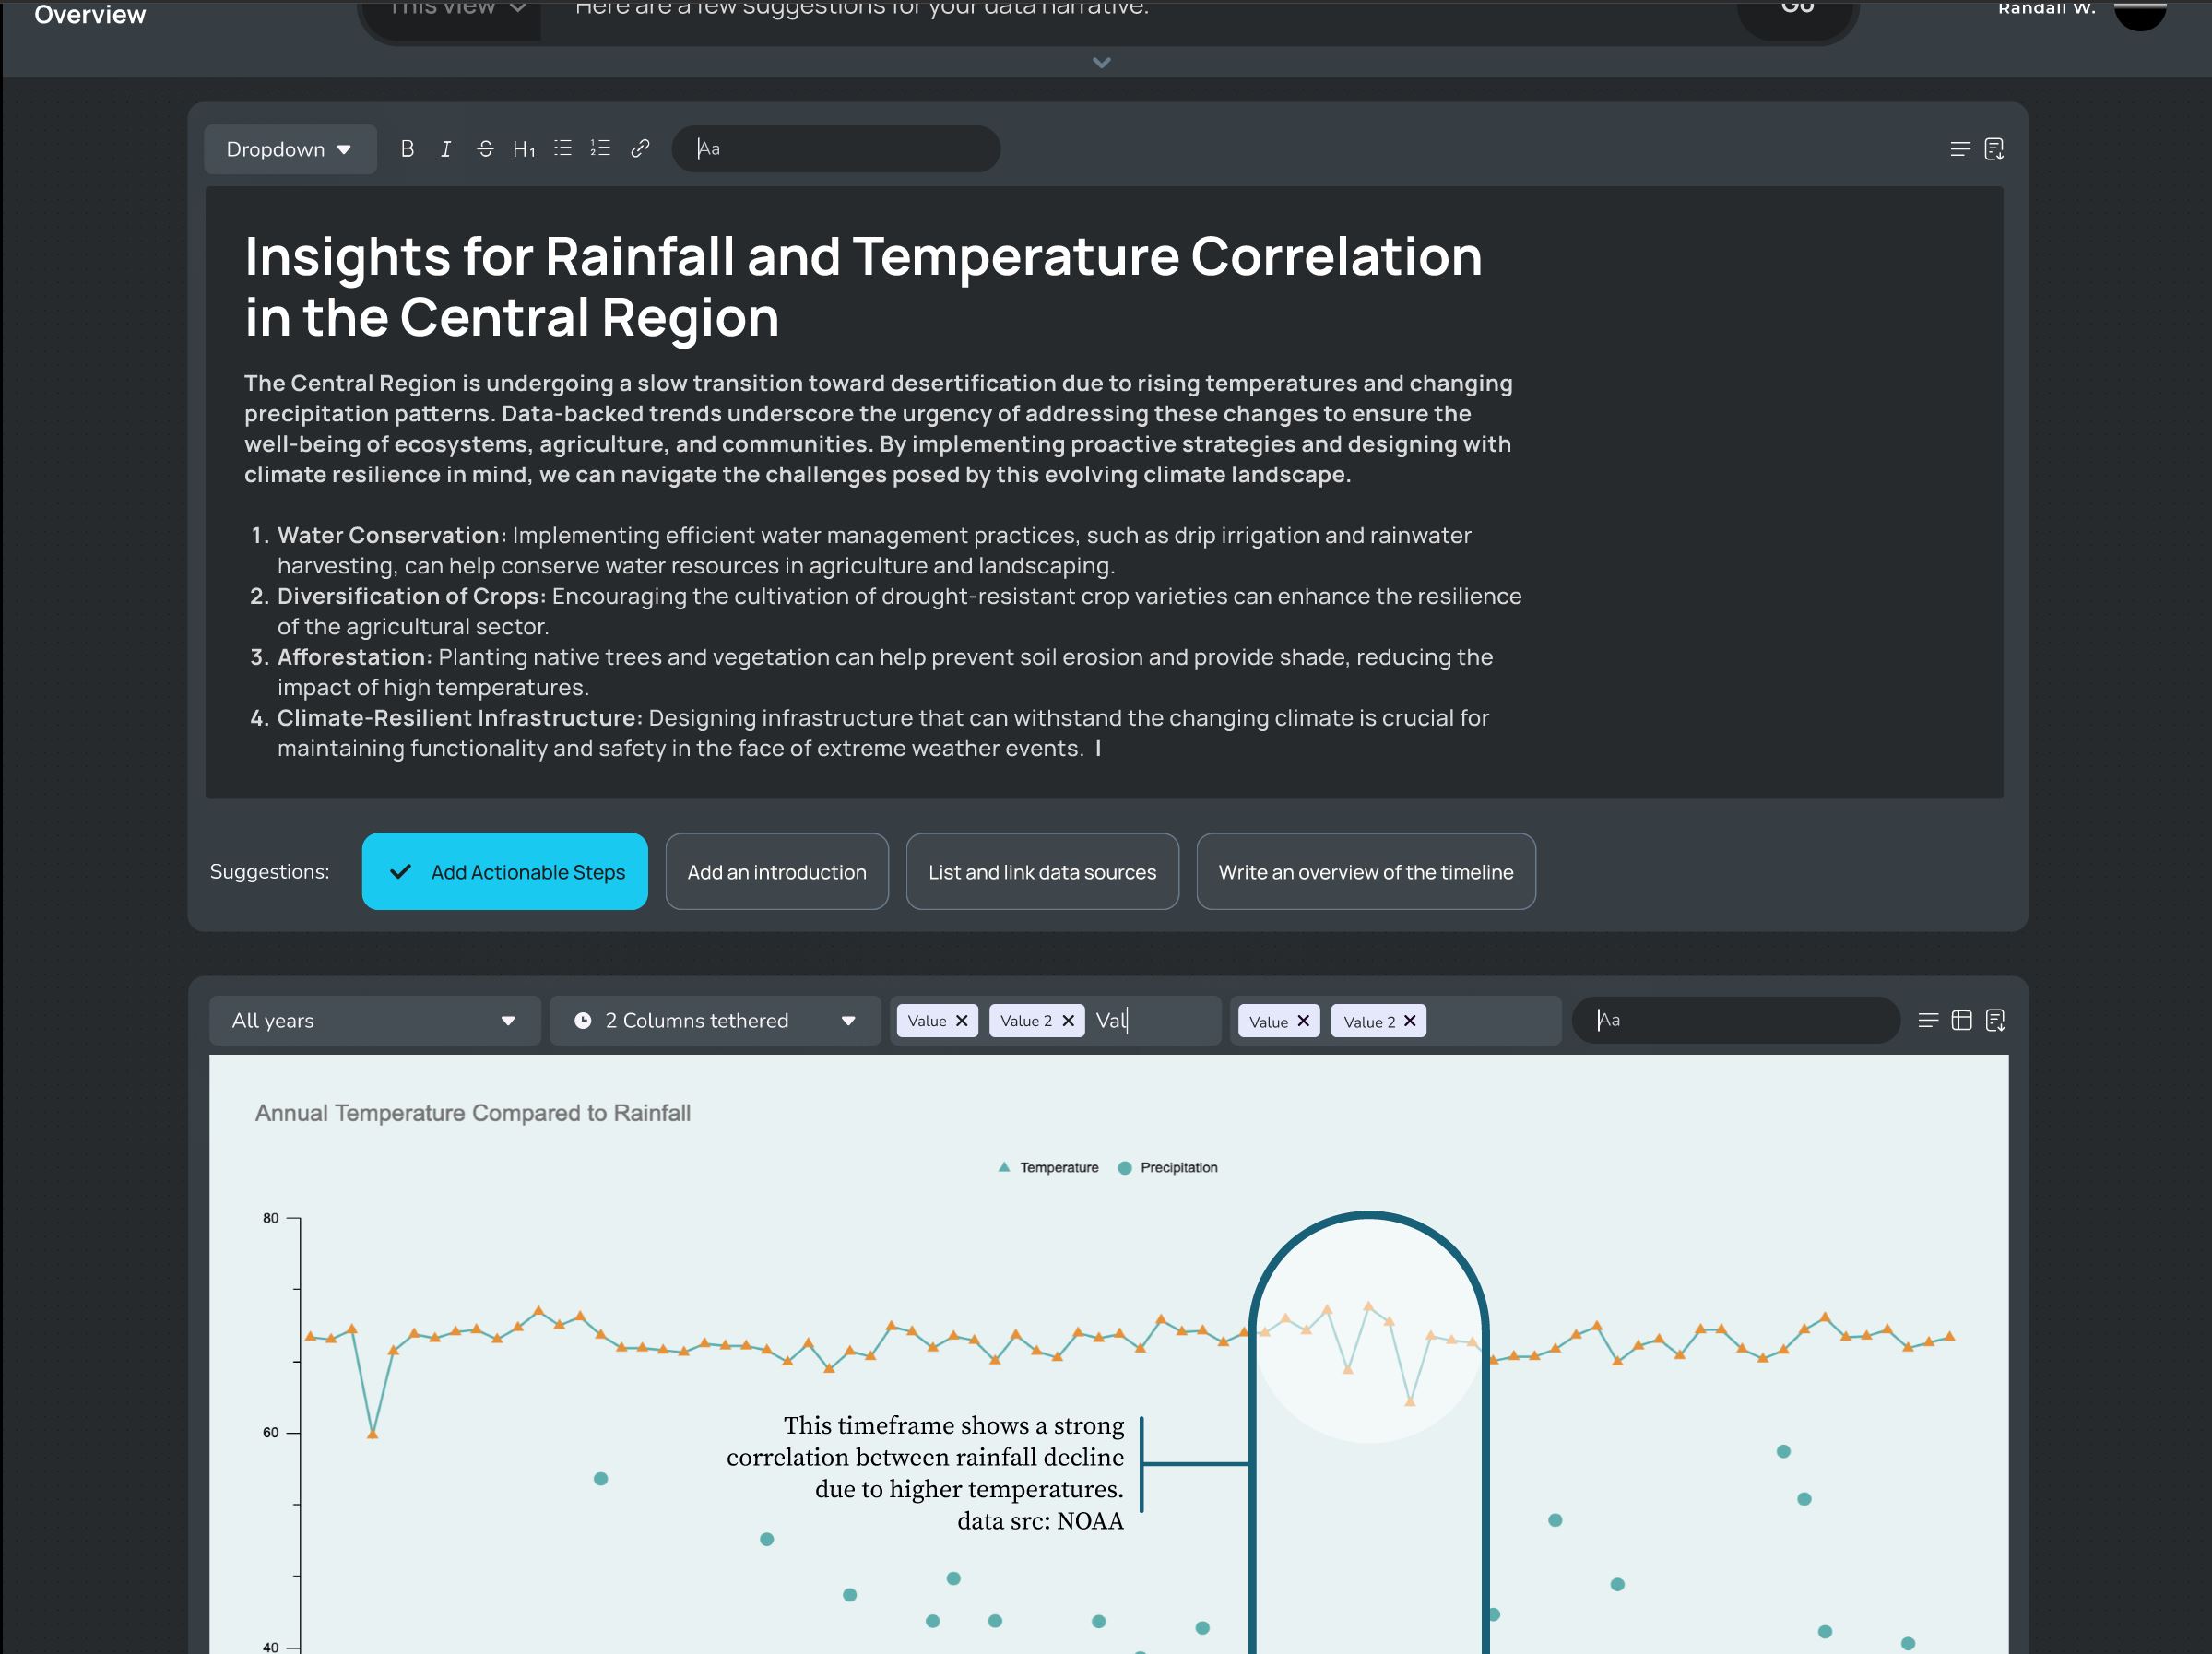 Overview
This view
Here are a few suggestions for your data narrative.
Go
Randall W.
Dropdown
B I S H1
Aa
Insights for Rainfall and Temperature Correlation
in the Central Region
The Central Region is undergoing a slow transition toward desertification due to rising temperatures and changing
precipitation patterns. Data-backed trends underscore the urgency of addressing these changes to ensure the
well-being of ecosystems, agriculture, and communities. By implementing proactive strategies and designing with
climate resilience in mind, we can navigate the challenges posed by this evolving climate landscape.
1. Water Conservation: Implementing efficient water management practices, such as drip irrigation and rainwater
harvesting, can help conserve water resources in agriculture and landscaping.
2. Diversification of Crops: Encouraging the cultivation of drought-resistant crop varieties can enhance the resilience
of the agricultural sector.
3. Afforestation: Planting native trees and vegetation can help prevent soil erosion and provide shade, reducing the
impact of high temperatures.
4. Climate-Resilient Infrastructure: Designing infrastructure that can withstand the changing climate is crucial for
maintaining functionality and safety in the face of extreme weather events.
Suggestions:
Add Actionable Steps
Add an introduction
List and link data sources
Write an overview of the timeline
All years
2 Columns tethered
Value
Value 2
Val
Value
Value 2
Aa
Annual Temperature Compared to Rainfall
Temperature
Precipitation
80
This timeframe shows a strong
correlation between rainfall decline
due to higher temperatures.
data src: NOAA
60
40